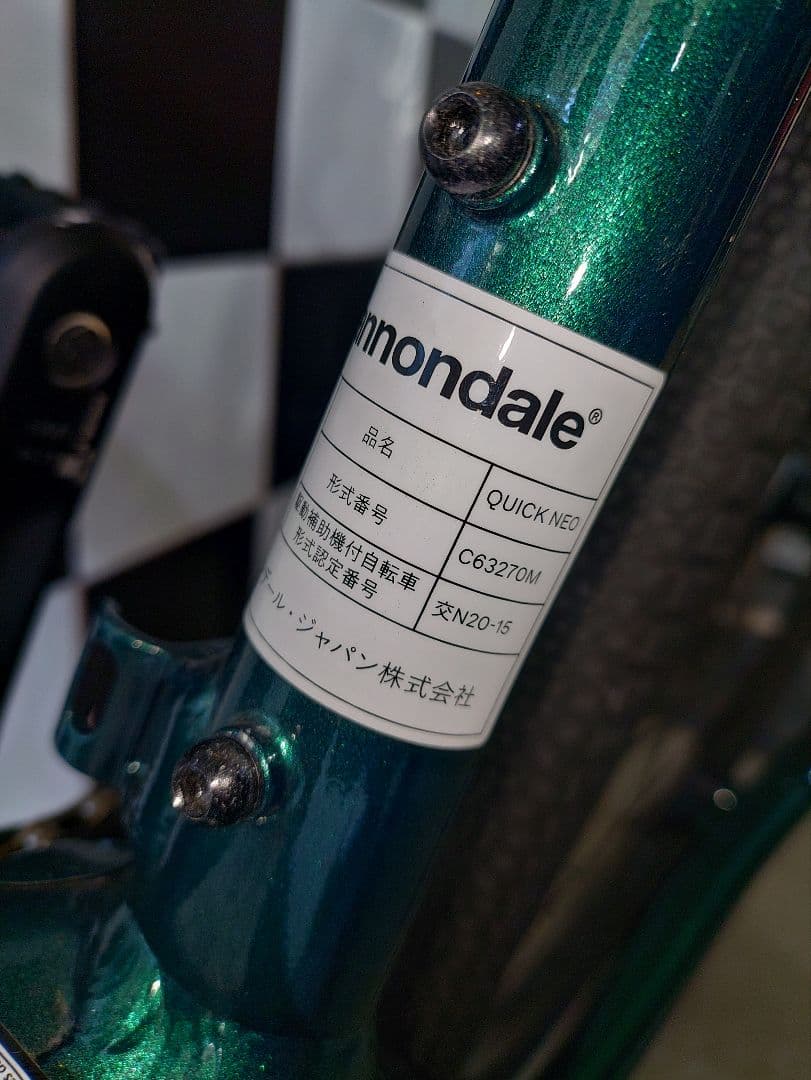 nnondale®
品名 QUICK NEO
形式番号 C63270M
駆動補助機付自転車
形式認定番号 交N20-15
デール・ジャパン株式会社